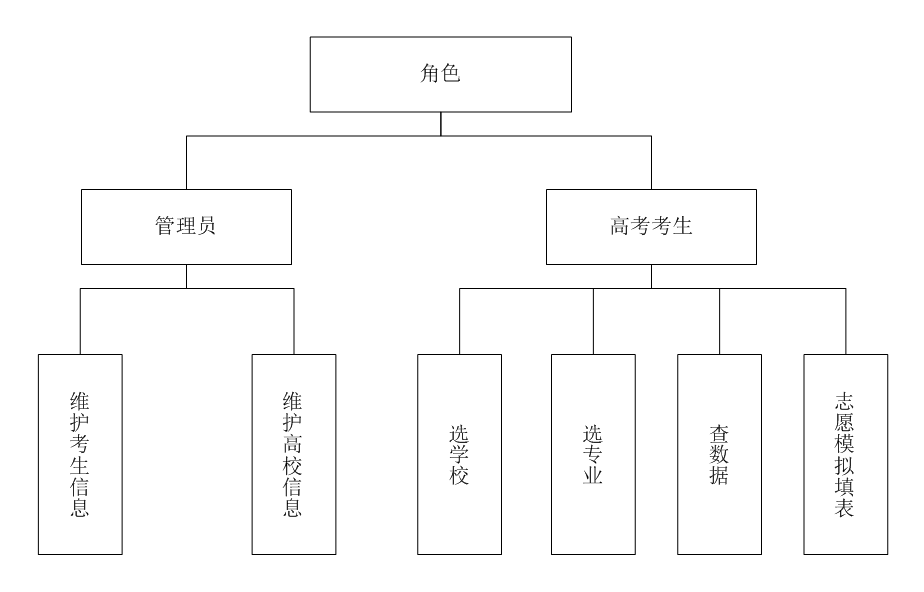 角色
管理员
高考考生
维护考生信息
维护高校信息
选学校
选专业
查数据
志愿模拟填表